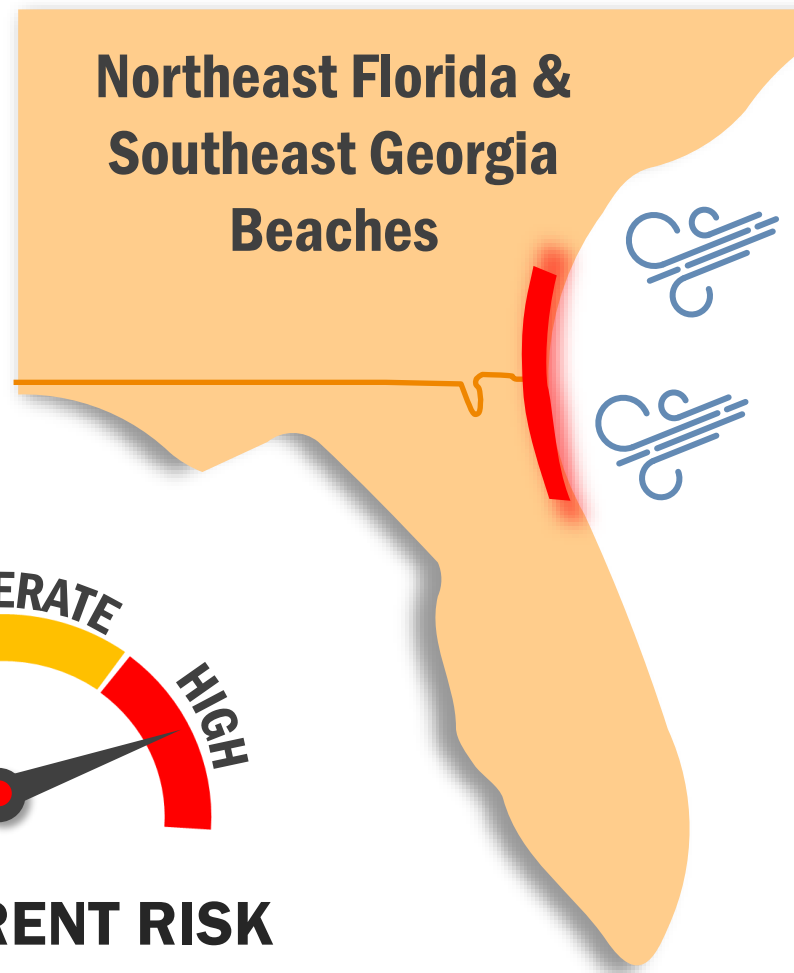 Northeast Florida &
Southeast Georgia
Beaches
ERATE
HIGH
RENT RISK